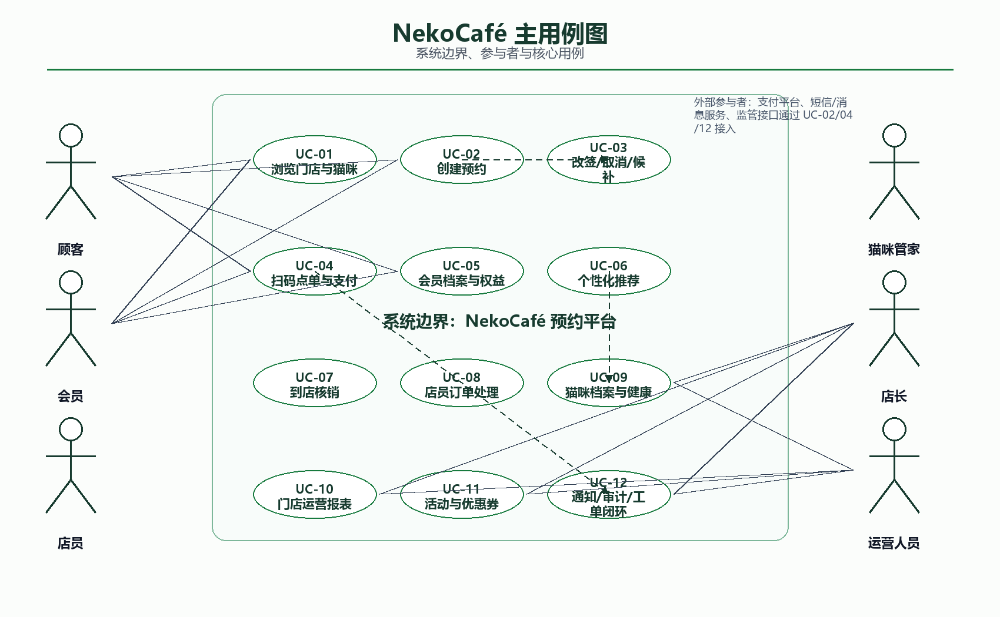 NekoCafé 主用例图
系统边界、参与者与核心用例
外部参与者：支付平台、短信/消
息服务、监管接口通过 UC-02/04
/12 接入
UC-01
浏览门店与猫咪
UC-02
创建预约
UC-03
改签/取消/候
补
顾客
猫咪管家
UC-04
扫码点单与支付
UC-05
会员档案与权益
UC-06
个性化推荐
系统边界：NekoCafé 预约平台
会员
店长
UC-07
到店核销
UC-08
店员订单处理
UC-09
猫咪档案与健康
UC-10
门店运营报表
UC-11
活动与优惠券
UC-12
通知/审计/工
单闭环
店员
运营人员